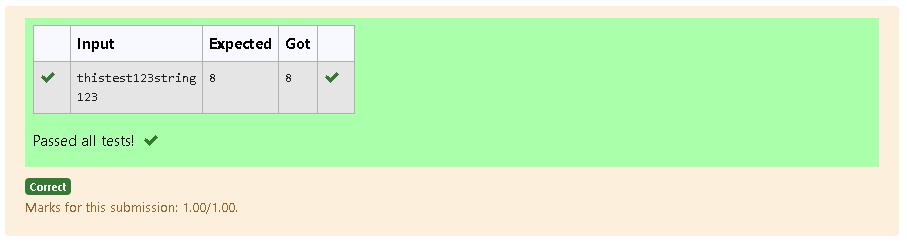 Input Expected Got
thistest123string 8 8
123
Passed all tests!
Correct
Marks for this submission: 1.00/1.00.